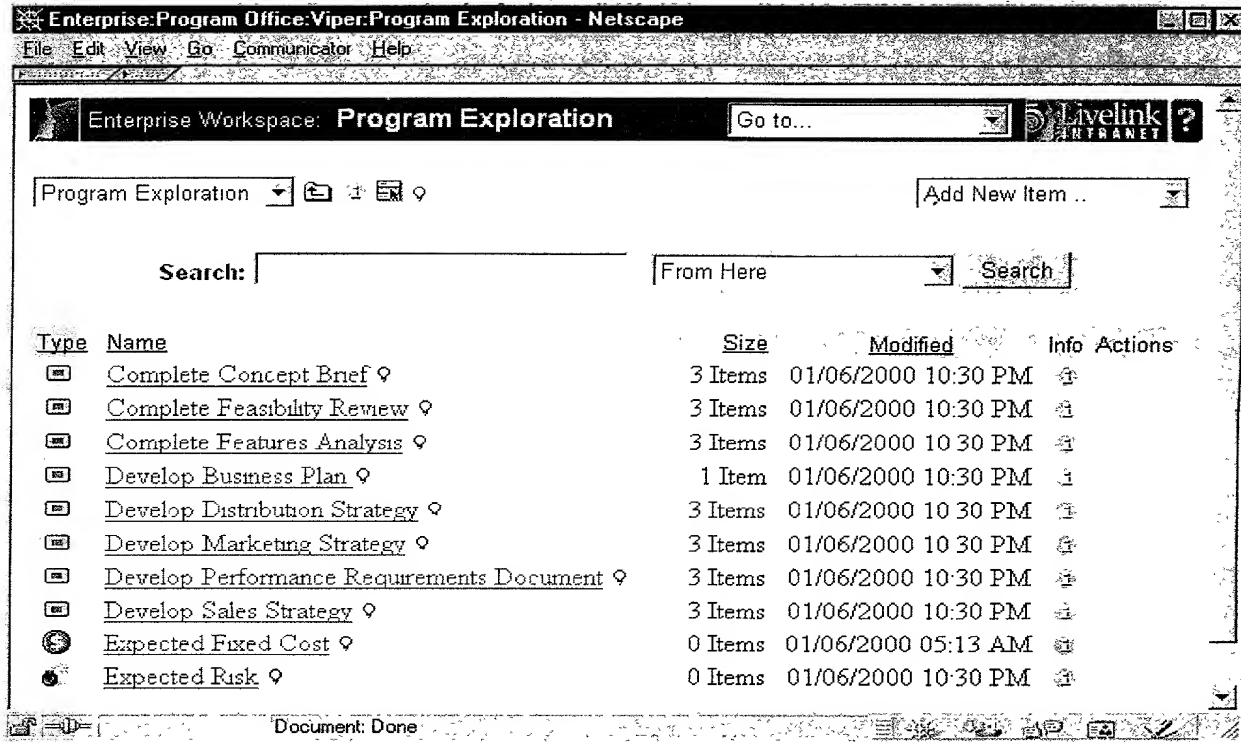 Enterprise:Program Office:Viper:Program Exploration - Netscape
File Edit View Go Communicator Help
Enterprise Workspace: Program Exploration Go to... Livelink INTRANET ?
Program Exploration Add New Item ..
Search: From Here Search
Type Name Size Modified Info Actions
Complete Concept Brief 3 Items 01/06/2000 10:30 PM
Complete Feasibility Review 3 Items 01/06/2000 10:30 PM
Complete Features Analysis 3 Items 01/06/2000 10 30 PM
Develop Business Plan 1 Item 01/06/2000 10:30 PM
Develop Distribution Strategy 3 Items 01/06/2000 10 30 PM
Develop Marketing Strategy 3 Items 01/06/2000 10 30 PM
Develop Performance Requirements Document 3 Items 01/06/2000 10:30 PM
Develop Sales Strategy 3 Items 01/06/2000 10:30 PM
Expected Fixed Cost 0 Items 01/06/2000 05:13 AM
Expected Risk 0 Items 01/06/2000 10:30 PM
Document: Done